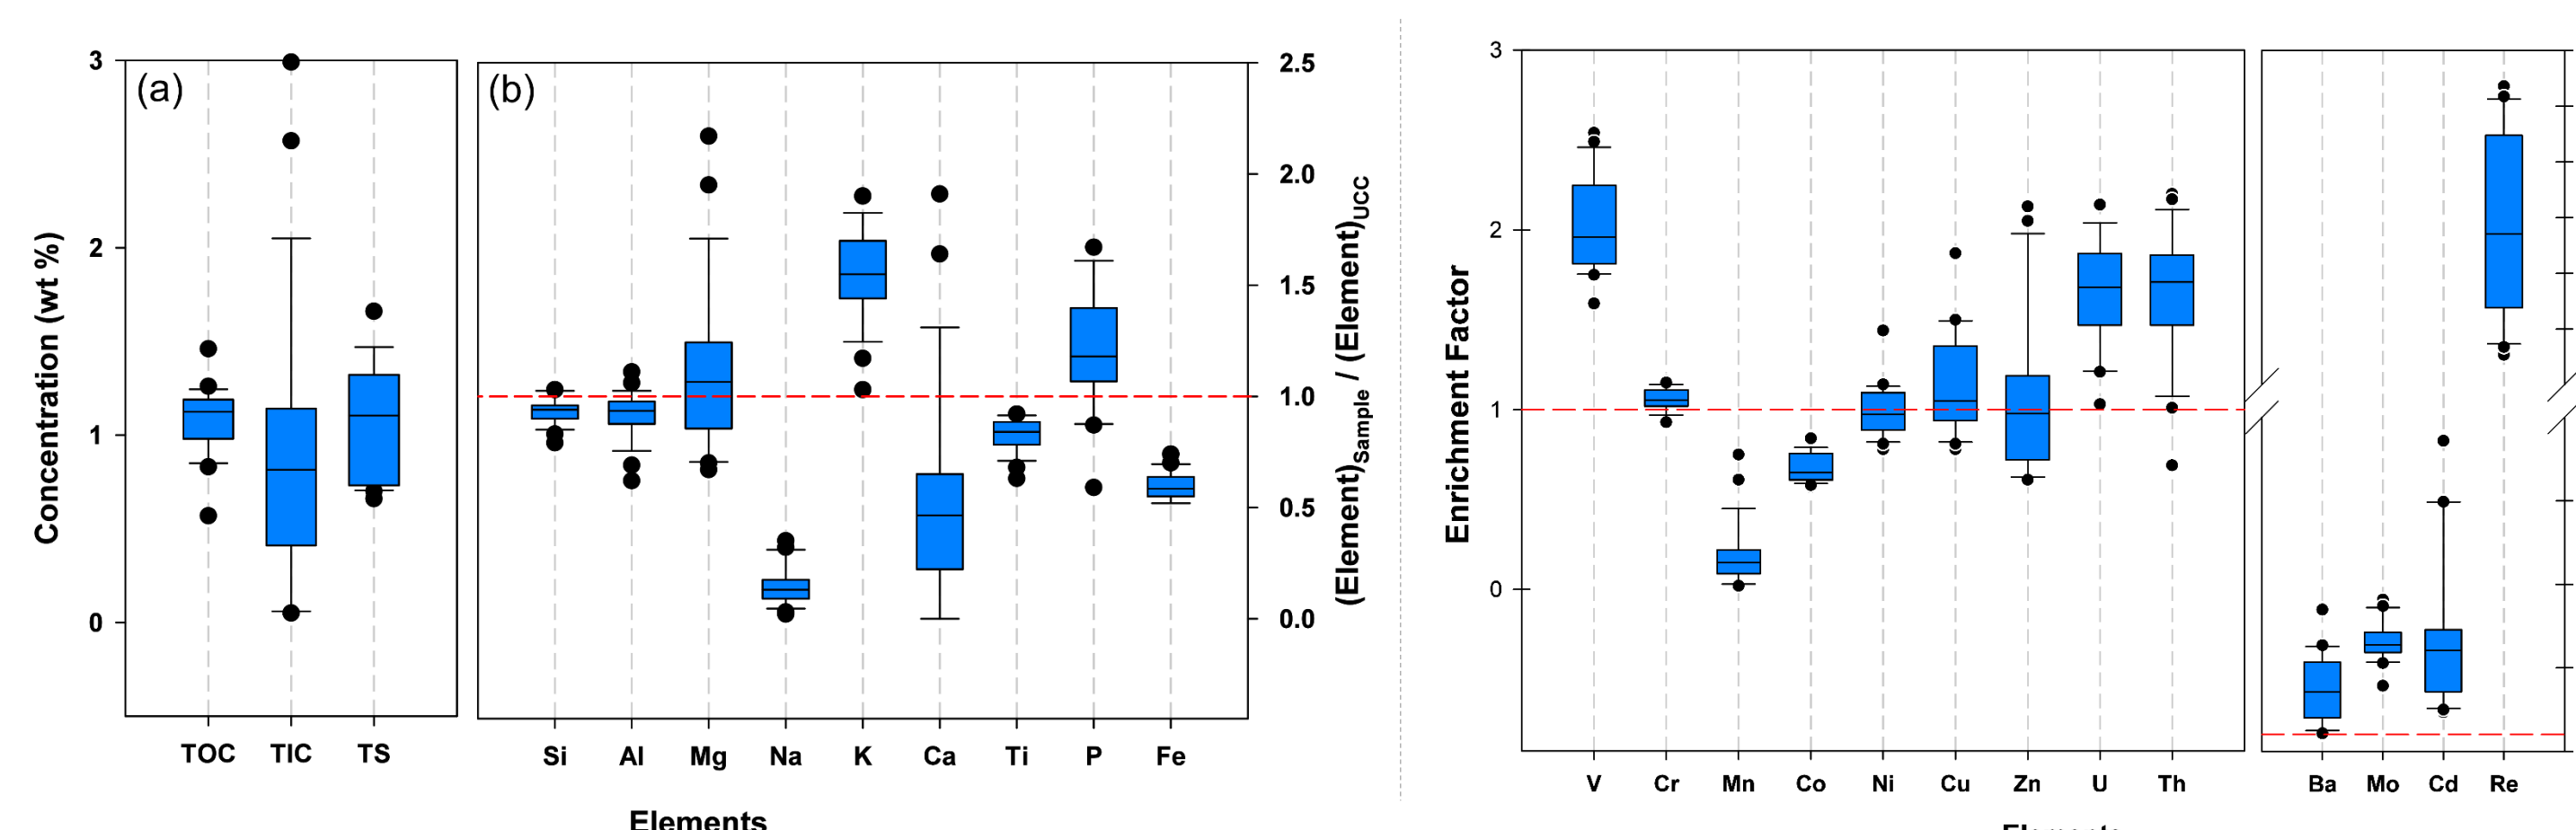 (a)
(b)
Concentration (wt %)
3
2
1
0
TOC TIC TS
2.5
2.0
1.5
1.0
0.5
0.0
(Element)Sample / (Element)UCC
Si Al Mg Na K Ca Ti P Fe
Elements
Enrichment Factor
3
2
1
0
V Cr Mn Co Ni Cu Zn U Th
Ba Mo Cd Re
Elements